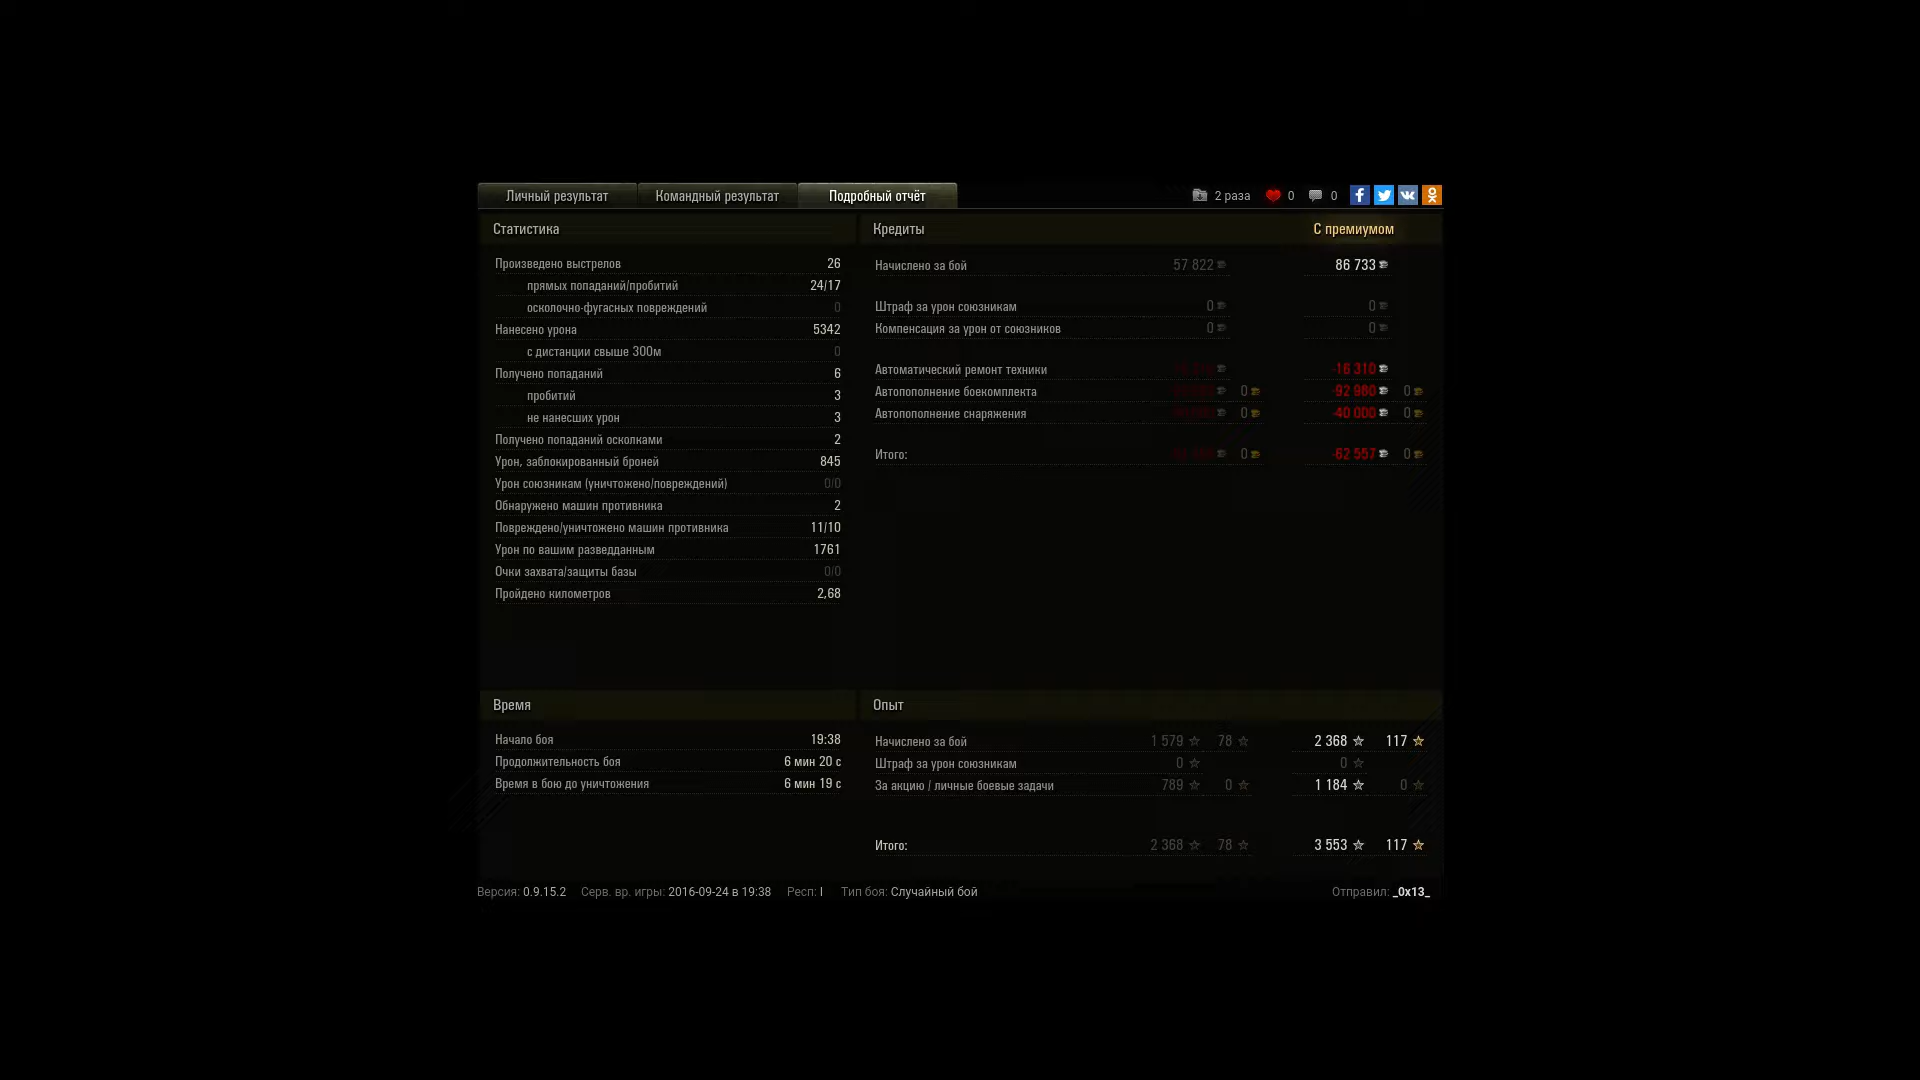 Личный результат Командный результат Подробный отчёт 2 раза 0 0
Статистика
Произведено выстрелов 26
прямых попаданий/пробитий 24/17
осколочно-фугасных повреждений 0
Нанесено урона 5342
с дистанции свыше 300м 0
Получено попаданий 6
пробитий 3
не нанесших урон 3
Получено попаданий осколками 2
Урон, заблокированный броней 845
Урон союзникам (уничтожено/повреждений) 0/0
Обнаружено машин противника 2
Повреждено/уничтожено машин противника 11/10
Урон по вашим разведданным 1761
Очки захвата/защиты базы 0/0
Пройдено километров 2,68
Кредиты С премиумом
Начислено за бой 57 822 86 733
Штраф за урон союзникам 0 0
Компенсация за урон от союзников 0 0
Автоматический ремонт техники -16 310
Автопополнение боекомплекта 0 -92 980 0
Автопополнение снаряжения 0 -40 000 0
Итого: 0 -62 557 0
Время
Начало боя 19:38
Продолжительность боя 6 мин 20 с
Время в бою до уничтожения 6 мин 19 с
Опыт
Начислено за бой 1 579 78 2 368 117
Штраф за урон союзникам 0 0
За акцию / личные боевые задачи 789 0 1 184 0
Итого: 2 368 78 3 553 117
Версия: 0.9.15.2 Серв. вр. игры: 2016-09-24 в 19:38 Респ: I Тип боя: Случайный бой Отправил: _0x13_